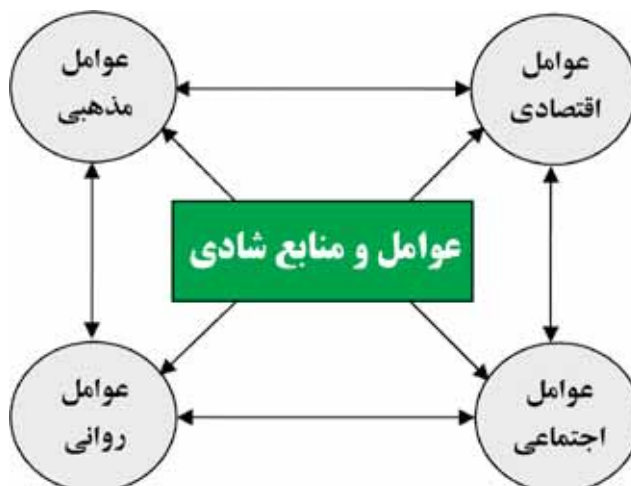 عوامل
اقتصادی
عوامل
مذهبی
عوامل و منابع شادی
عوامل
اجتماعی
عوامل
روانی